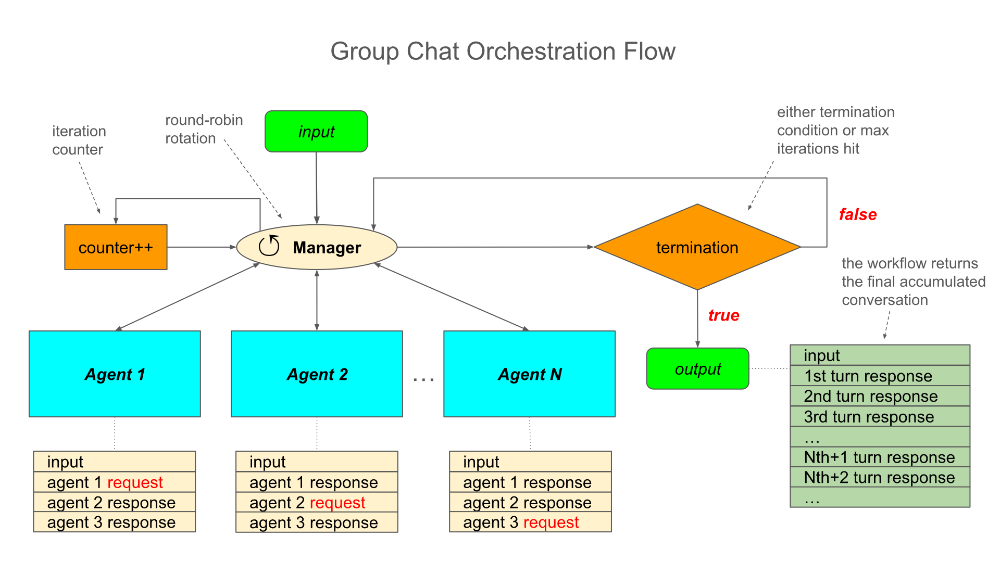 Group Chat Orchestration Flow
iteration
counter
round-robin
rotation
input
either termination
condition or max
iterations hit
counter++
Manager
termination
false
true
the workflow returns
the final accumulated
conversation
Agent 1
Agent 2
...
Agent N
output
input
1st turn response
2nd turn response
3rd turn response
...
Nth+1 turn response
Nth+2 turn response
...
input
agent 1 request
agent 2 response
agent 3 response
input
agent 1 response
agent 2 request
agent 3 response
input
agent 1 response
agent 2 response
agent 3 request